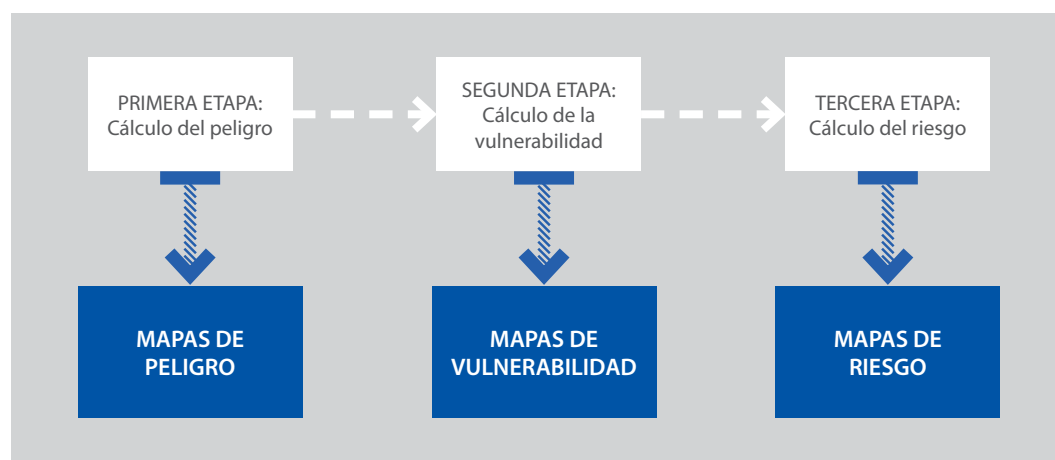 PRIMERA ETAPA:
Cálculo del peligro
SEGUNDA ETAPA:
Cálculo de la
vulnerabilidad
TERCERA ETAPA:
Cálculo del riesgo
MAPAS DE
PELIGRO
MAPAS DE
VULNERABILIDAD
MAPAS DE
RIESGO